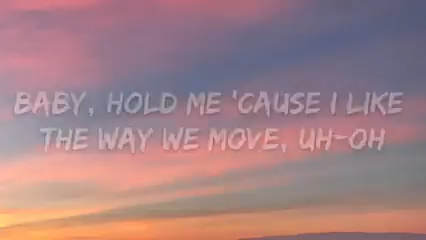 BABY, HOLD ME 'CAUSE I LIKE
THE WAY WE MOVE, UH-OH